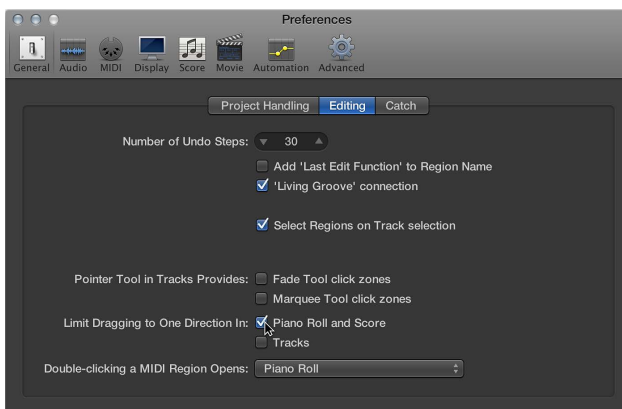 Preferences
General Audio MIDI Display Score Movie Automation Advanced
Project Handling Editing Catch
Number of Undo Steps: 30
Add 'Last Edit Function' to Region Name
'Living Groove' connection
Select Regions on Track selection
Pointer Tool in Tracks Provides: Fade Tool click zones
Marquee Tool click zones
Limit Dragging to One Direction In: Piano Roll and Score
Tracks
Double-clicking a MIDI Region Opens: Piano Roll